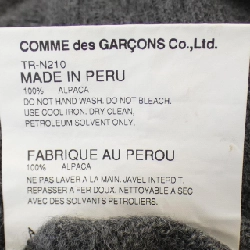 COMME des GARÇONS Co.,Ltd.
TR-N210
MADE IN PERU
100% ALPACA
DO NOT HAND WASH. DO NOT BLEACH.
USE COOL IRON. DRY CLEAN,
PETROLEUM SOLVENT ONLY.
FABRIQUE AU PEROU
100% ALPACA
NE PAS LAVER A LA MAIN. JAVEL INTERDIT.
REPASSER A FER DOUX. NETTOYABLE A SEC
AVEC DES SOLVANTS PETROLIERS.